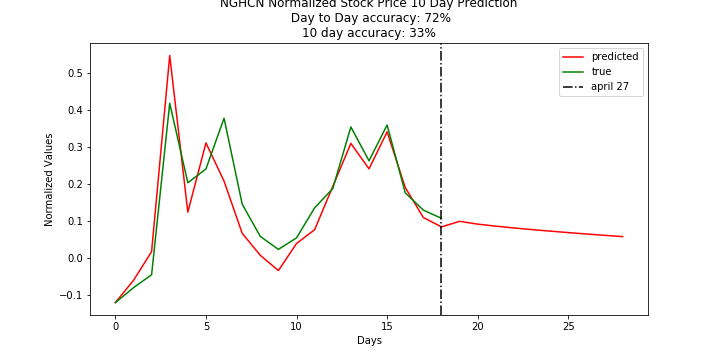 NGHCN Normalized Stock Price 10 Day Prediction
Day to Day accuracy: 72%
10 day accuracy: 33%
predicted
true
april 27
Normalized Values
0.5
0.4
0.3
0.2
0.1
0.0
−0.1
0
5
10
15
20
25
Days